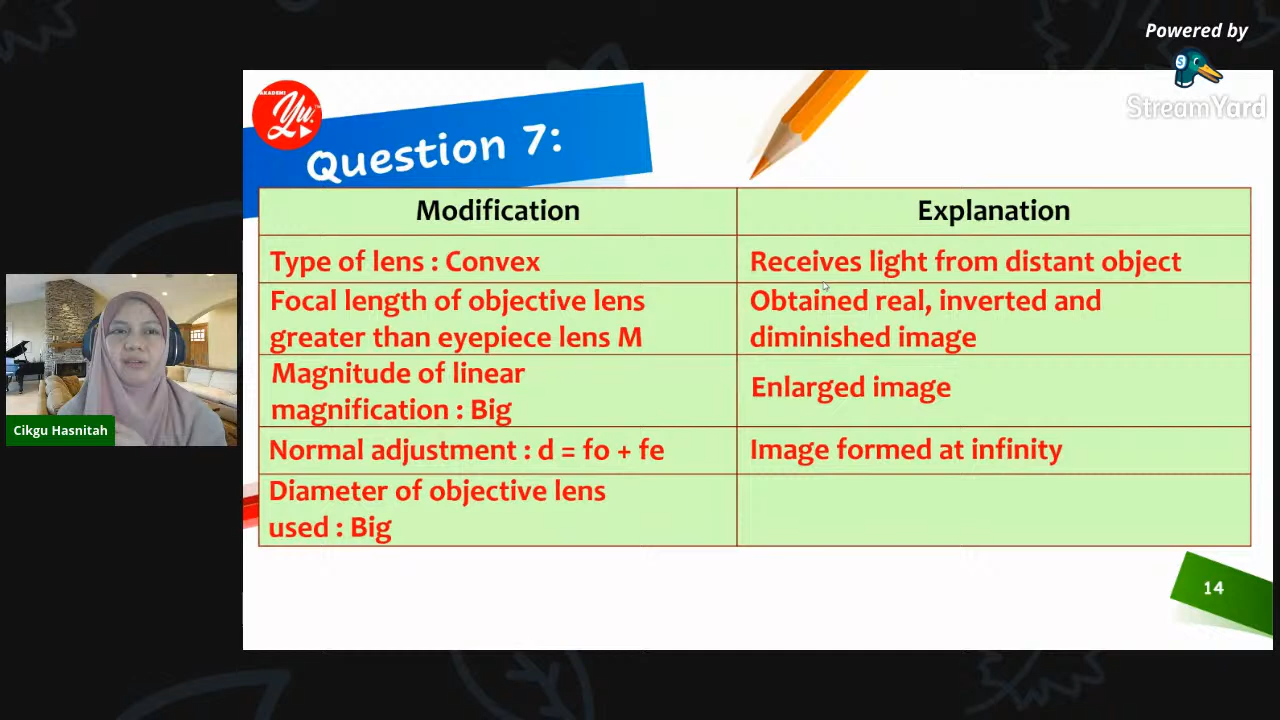 Powered by
StreamYard
AKADEMI
Yu.
Question 7:
Modification
Explanation
Type of lens : Convex
Receives light from distant object
Focal length of objective lens
greater than eyepiece lens M
Obtained real, inverted and
diminished image
Magnitude of linear
magnification : Big
Enlarged image
Normal adjustment : d = fo + fe
Image formed at infinity
Diameter of objective lens
used : Big
Cikgu Hasnitah
14